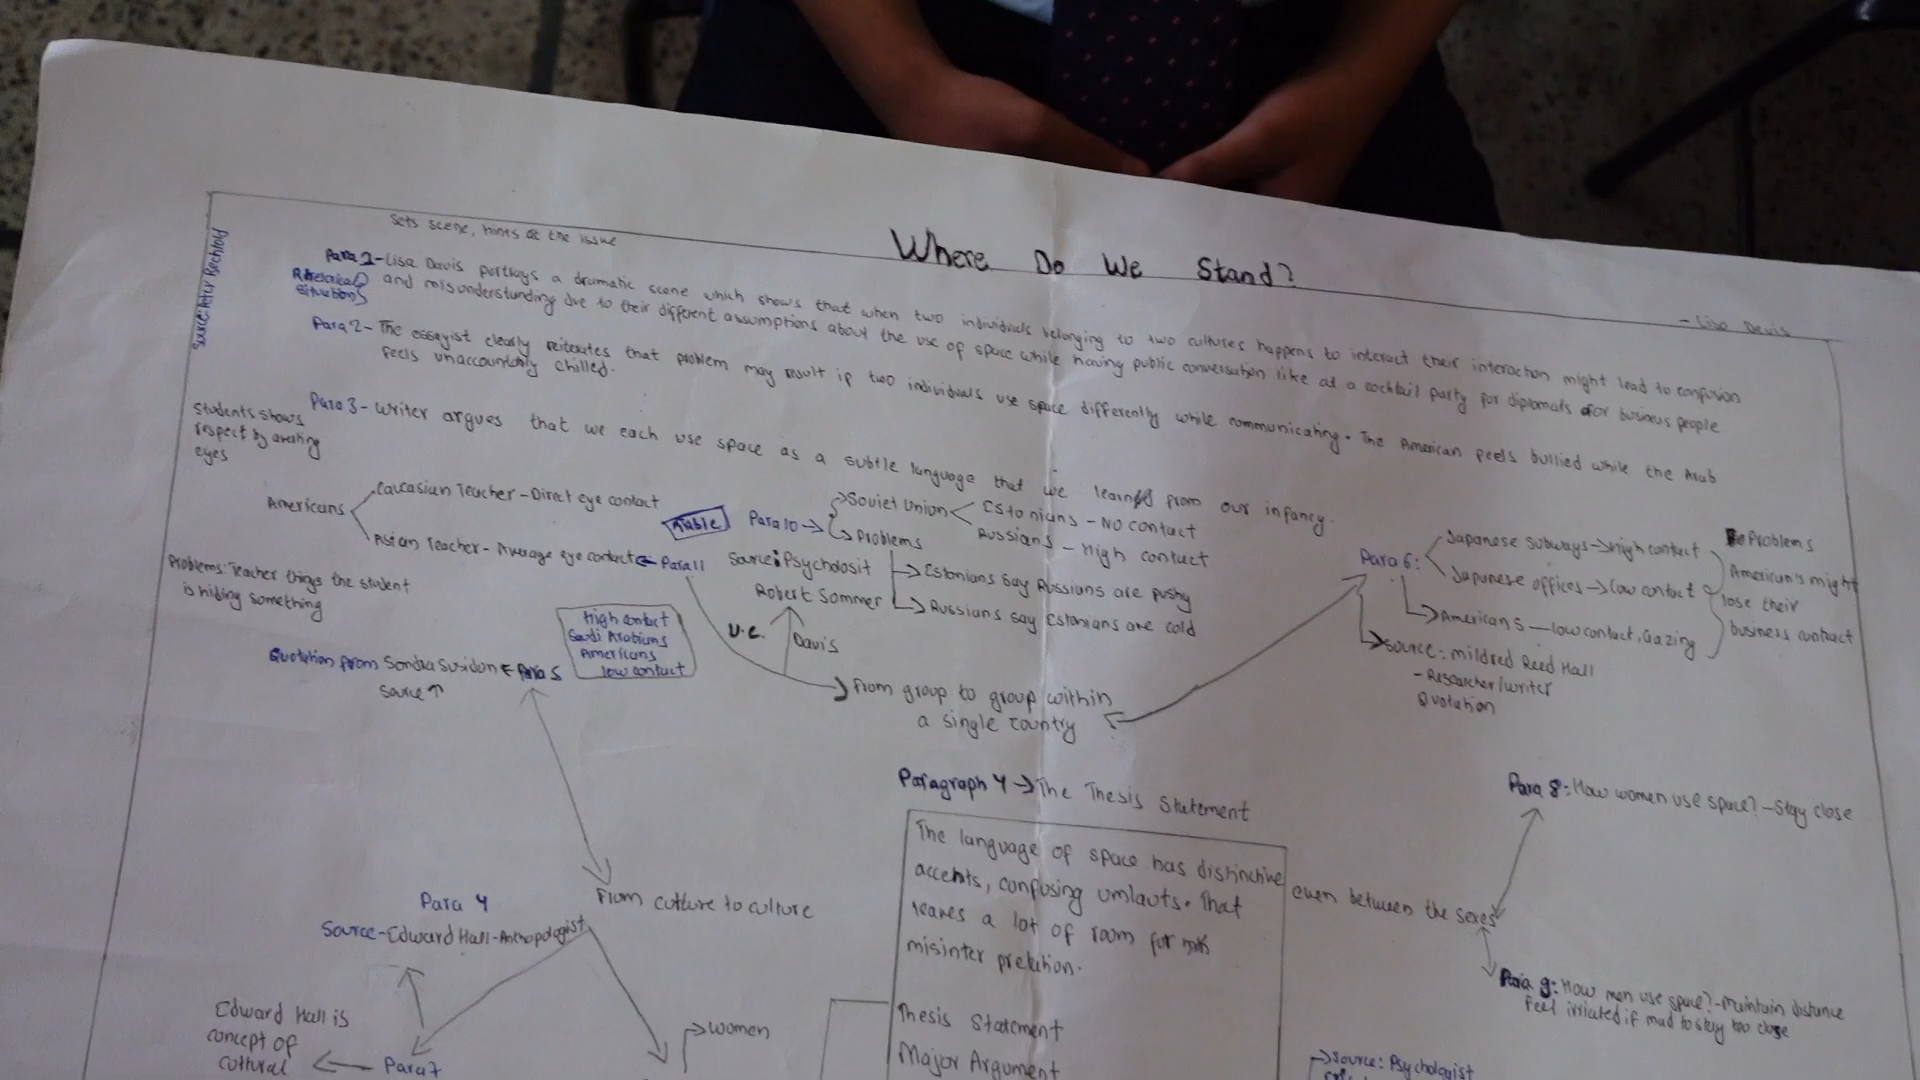 Where Do We Stand?
- Lisa Davis
Sets scene, hints at the issue
Para 1 - Lisa Davis portrays a dramatic scene which shows that when two individuals belonging to two cultures happens to interact their interaction might lead to confusion
and misunderstanding due to their different assumptions about the use of space while having public conversation like at a cocktail party for diplomats or business people
Rhetorical
situation
Para 2 - The essayist clearly reiterates that problem may result if two individuals use space differently while communicating. The American feels bullied while the Arab
feels unaccountably chilled.
Para 3 - Writer argues that we each use space as a subtle language that we learned from our infancy.
Students shows
respect by averting
eyes
Americans
Caucasian Teacher - Direct eye contact
Asian Teacher - Average eye contact ← Para 11
Problems: Teacher things the student
is hiding something
Table
Para 10 →
Soviet Union
Estonians - No contact
Russians - High contact
Problems
Estonians say Russians are pushy
Russians say Estonians are cold
Source: Psycholosit
Robert Sommer
Davis
U.C.
From group to group within
a single country
High contact
Saudi Arabians
Americans
low contact
Quotation from Sondra ← Para 5
Source ↑
Para 6:
Japanese subways → High contact
Japanese offices → low contact
Americans - low contact, Gazing
Source: mildred Reed Hall
- Researcher/writer
Quotation
Problems
American's might
lose their
business contract
Paragraph 4 → The Thesis Statement
The language of space has distinctive
accents, confusing umlauts. That
leaves a lot of room for
misinter pretation.
Thesis Statement
Major Argument
even between the sexes
Para 8: How women use space? - Stay close
Para 9: How men use space? - Maintain distance
Feel irritated if mad to stay too close
Source: Psychologist
From culture to culture
Para 4
Source - Edward Hall - Anthropologist
Edward Hall is
concept of
cultural ← Para 7
women